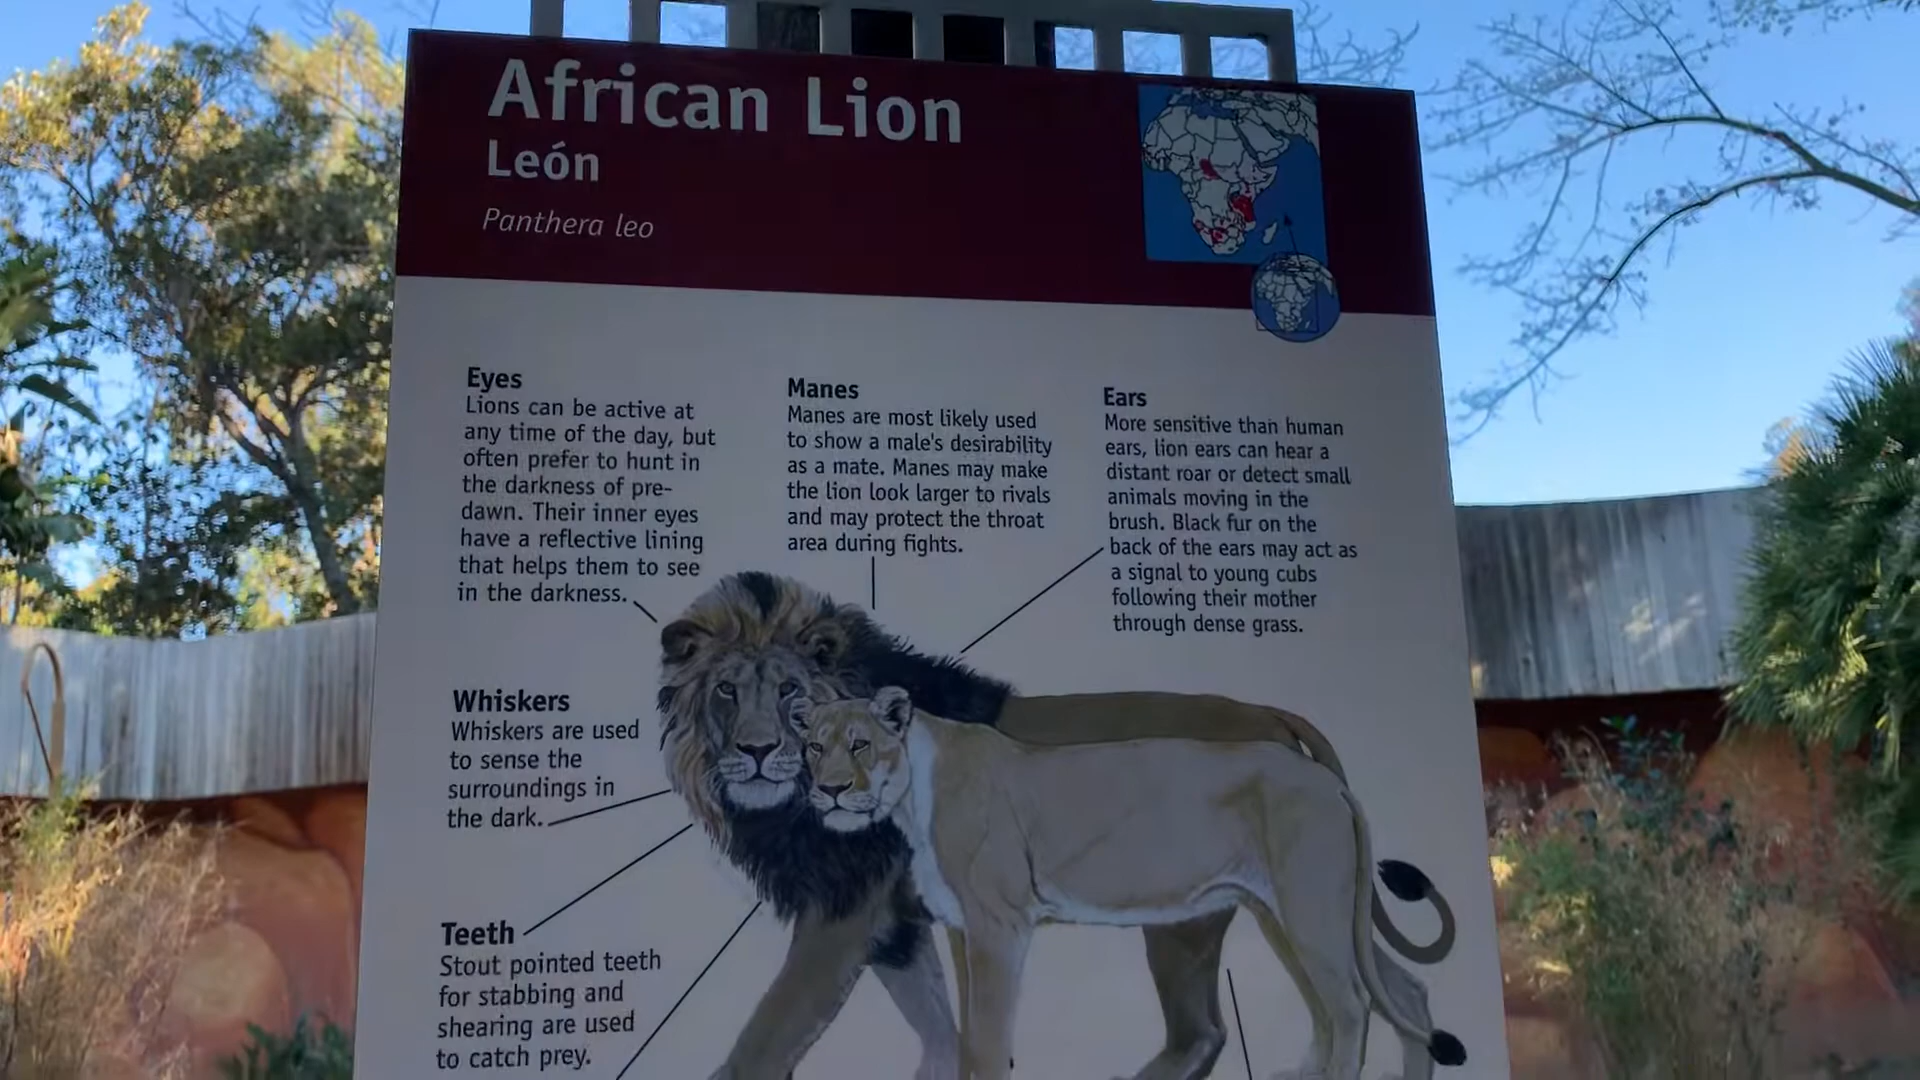 African Lion
León
Panthera leo
Eyes
Lions can be active at
any time of the day, but
often prefer to hunt in
the darkness of pre-
dawn. Their inner eyes
have a reflective lining
that helps them to see
in the darkness.
Manes
Manes are most likely used
to show a male's desirability
as a mate. Manes may make
the lion look larger to rivals
and may protect the throat
area during fights.
Ears
More sensitive than human
ears, lion ears can hear a
distant roar or detect small
animals moving in the
brush. Black fur on the
back of the ears may act as
a signal to young cubs
following their mother
through dense grass.
Whiskers
Whiskers are used
to sense the
surroundings in
the dark.
Teeth
Stout pointed teeth
for stabbing and
shearing are used
to catch prey.